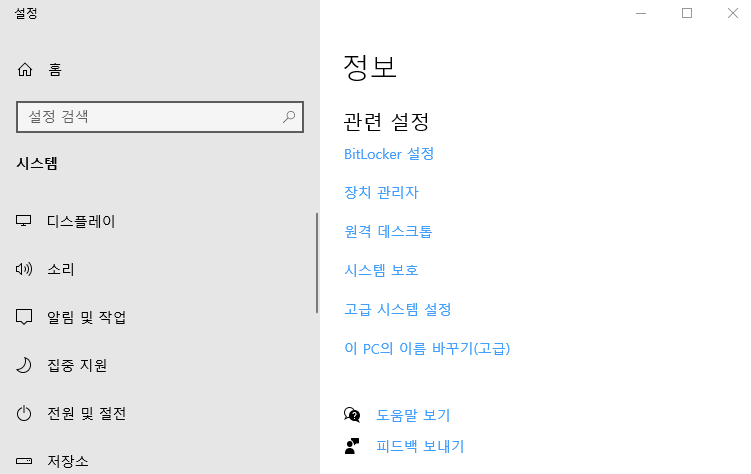 설정
홈
설정 검색
시스템
디스플레이
소리
알림 및 작업
집중 지원
전원 및 절전
저장소
정보
관련 설정
BitLocker 설정
장치 관리자
원격 데스크톱
시스템 보호
고급 시스템 설정
이 PC의 이름 바꾸기(고급)
도움말 보기
피드백 보내기